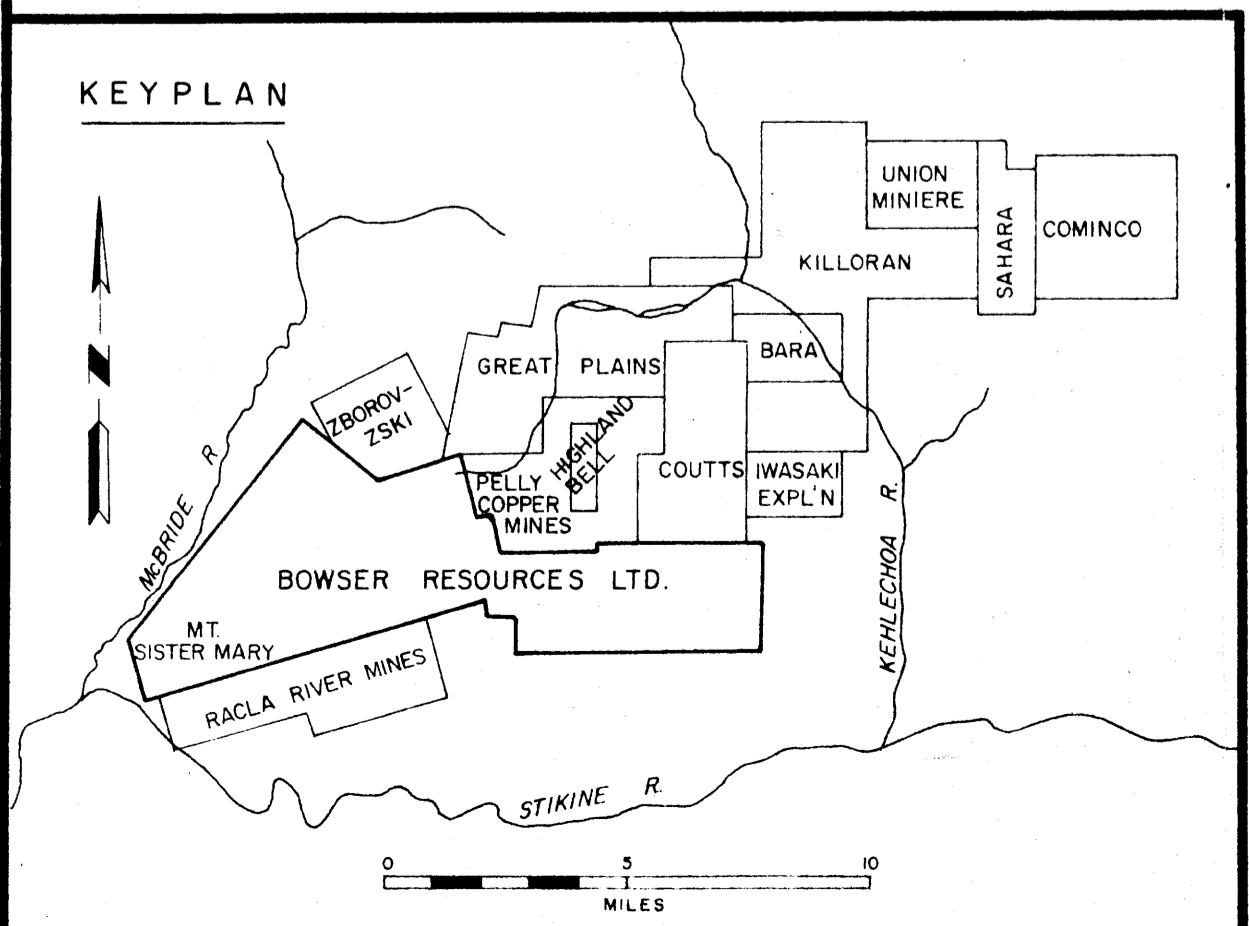 KEYPLAN
UNION
MINIERE
SAHARA
COMINCO
KILLORAN
BARA
GREAT PLAINS
ZBOROV-
ZSKI
HIGHLAND
BELL
PELLY
COPPER
MINES
COUTTS
IWASAKI
EXPL'N
McBRIDE R.
KEHLECHOA R.
BOWSER RESOURCES LTD.
MT.
SISTER MARY
RACLA RIVER MINES
STIKINE R.
0 5 10
MILES